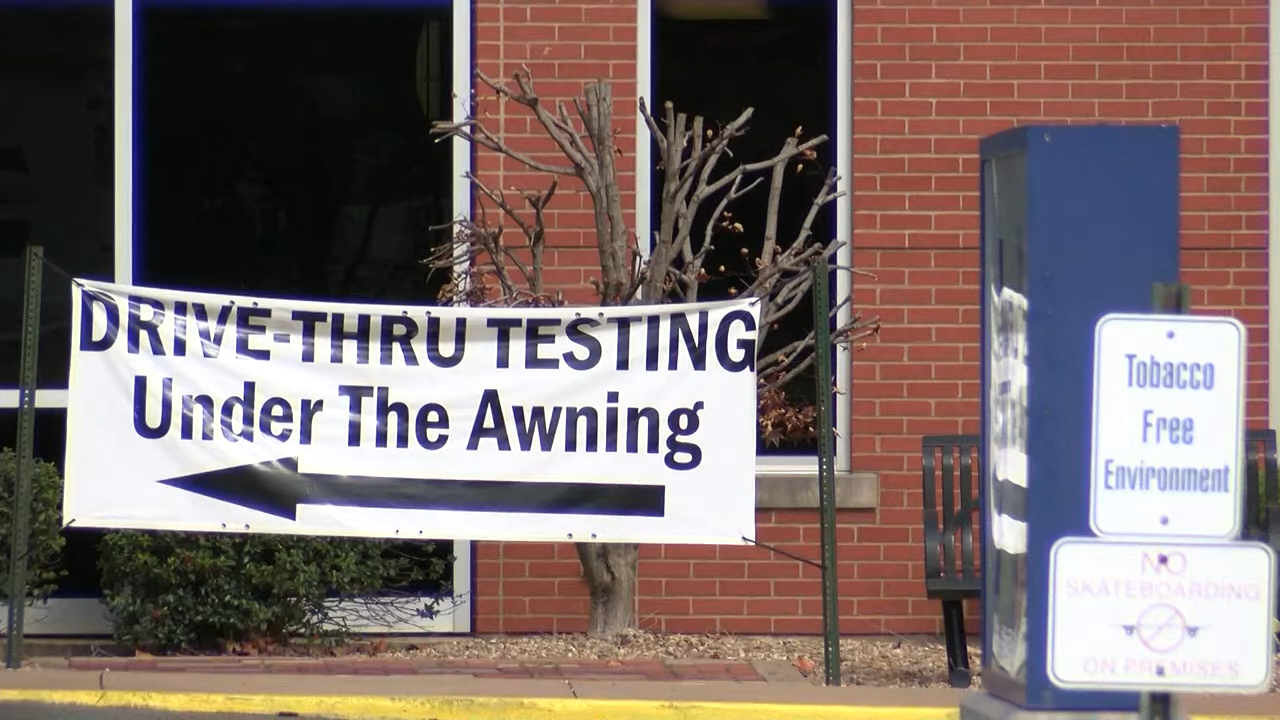 DRIVE-THRU TESTING
Under The Awning
Tobacco
Free
Environment
NO
SKATEBOARDING
ON PREMISES